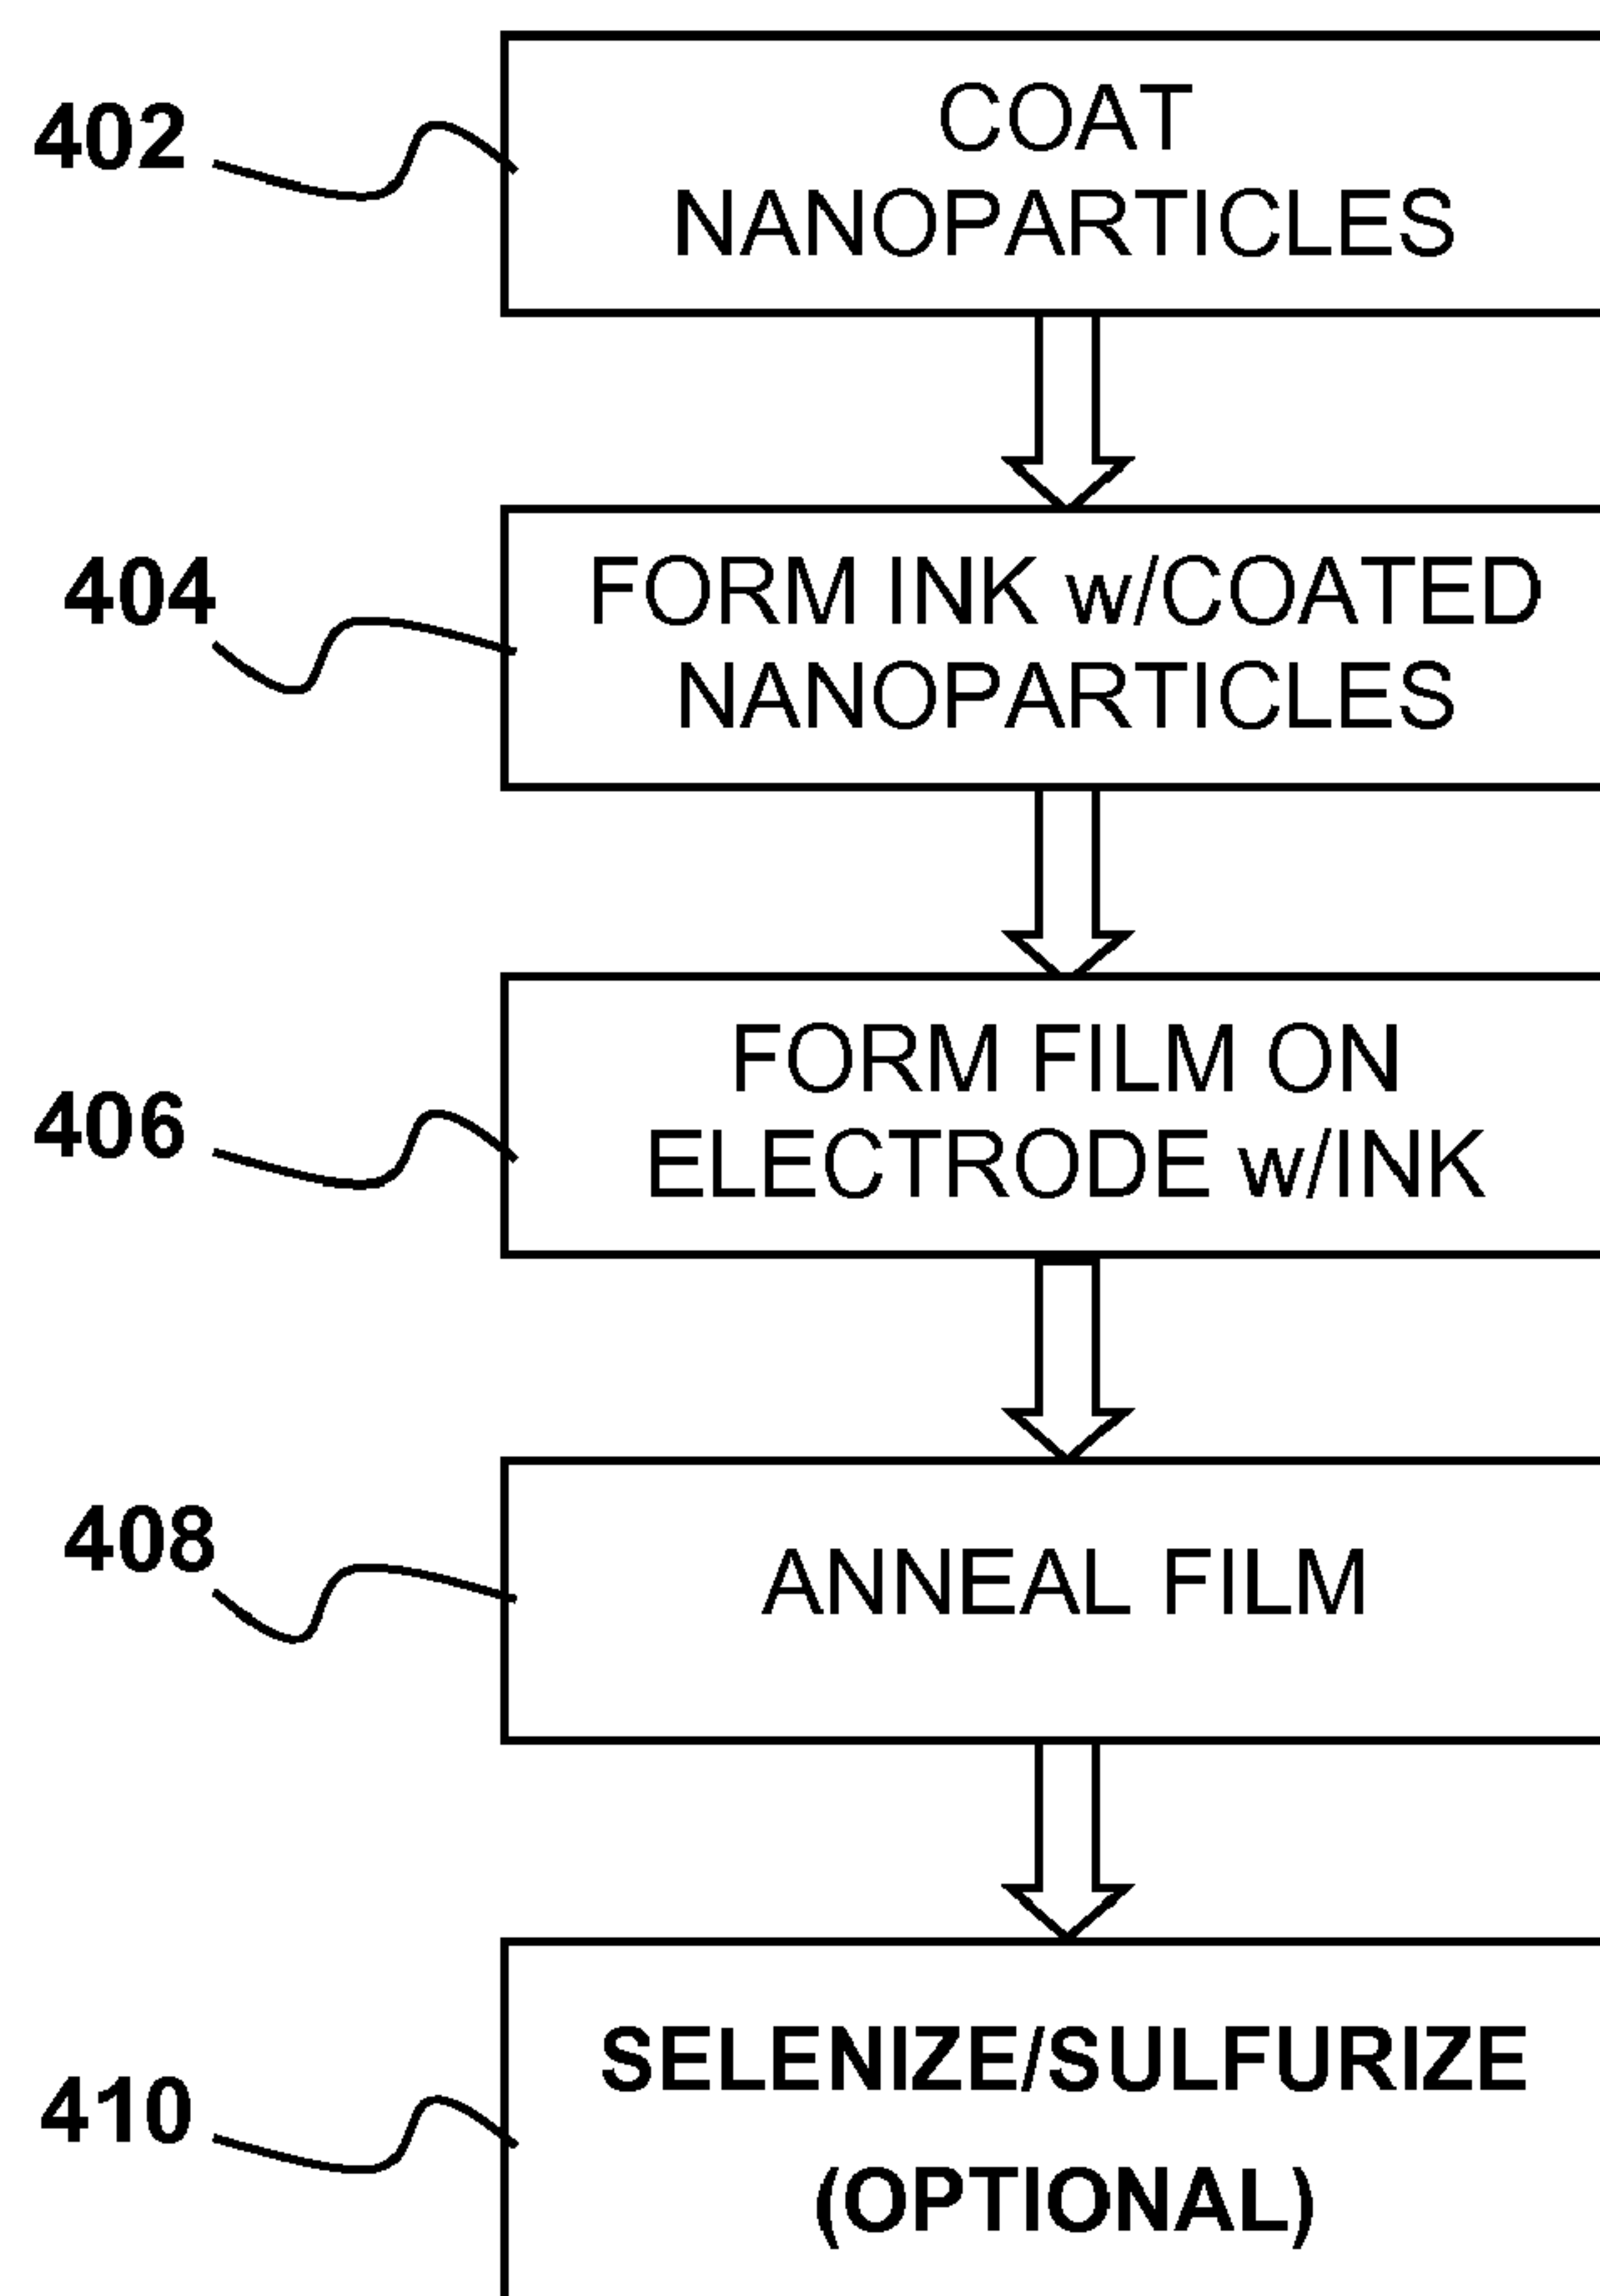 402
COAT
NANOPARTICLES
404
FORM INK w/COATED
NANOPARTICLES
406
FORM FILM ON
ELECTRODE w/INK
408
ANNEAL FILM
410
SELENIZE/SULFURIZE
(OPTIONAL)